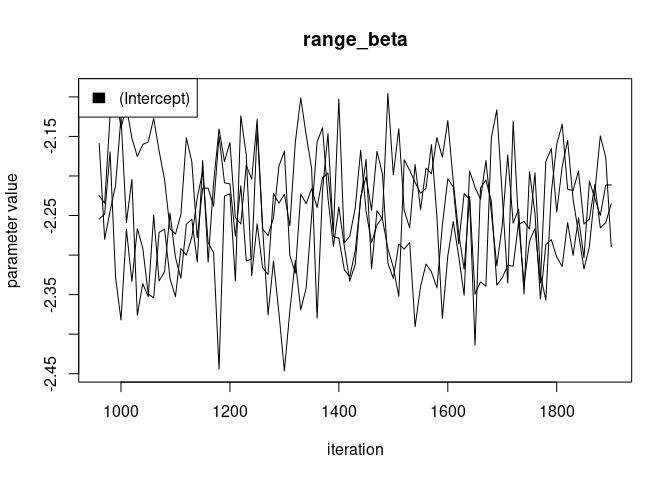 range_beta
(Intercept)
parameter value
-2.15
-2.25
-2.35
-2.45
1000 1200 1400 1600 1800
iteration